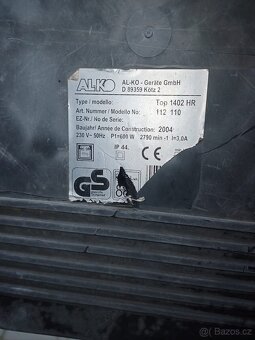 AL-KO
AL-KO - Geräte GmbH
D 89359 Kötz 2
Type / modello: Top 1402 HR
Art. Nummer / Modello No: 112 110
EZ-Nr./ No de Serie:
Baujahr/ Année de Construction: 2004
230 V~ 50Hz P1=600 W 2790 min -1 I=3,0A
IP 44.
CE
GS
Sbazar.cz